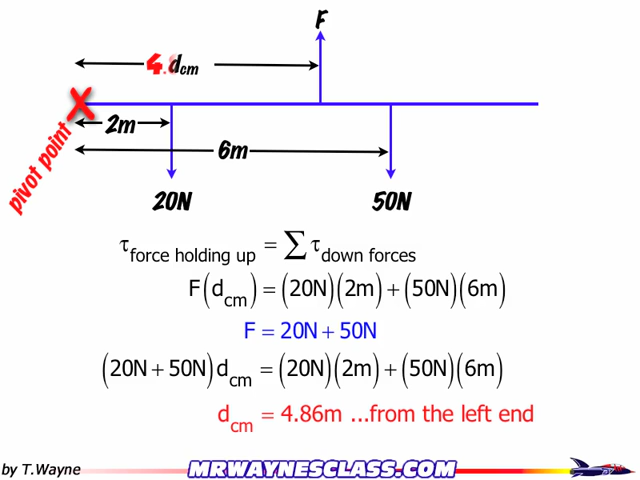 F
4.8 dcm
2m
6m
pivot point
20N
50N
τforce holding up = ∑ τdown forces
F(dcm) = (20N)(2m) + (50N)(6m)
F = 20N + 50N
(20N + 50N) dcm = (20N)(2m) + (50N)(6m)
dcm = 4.86m ...from the left end
by T.Wayne
MRWAYNESCLASS.COM